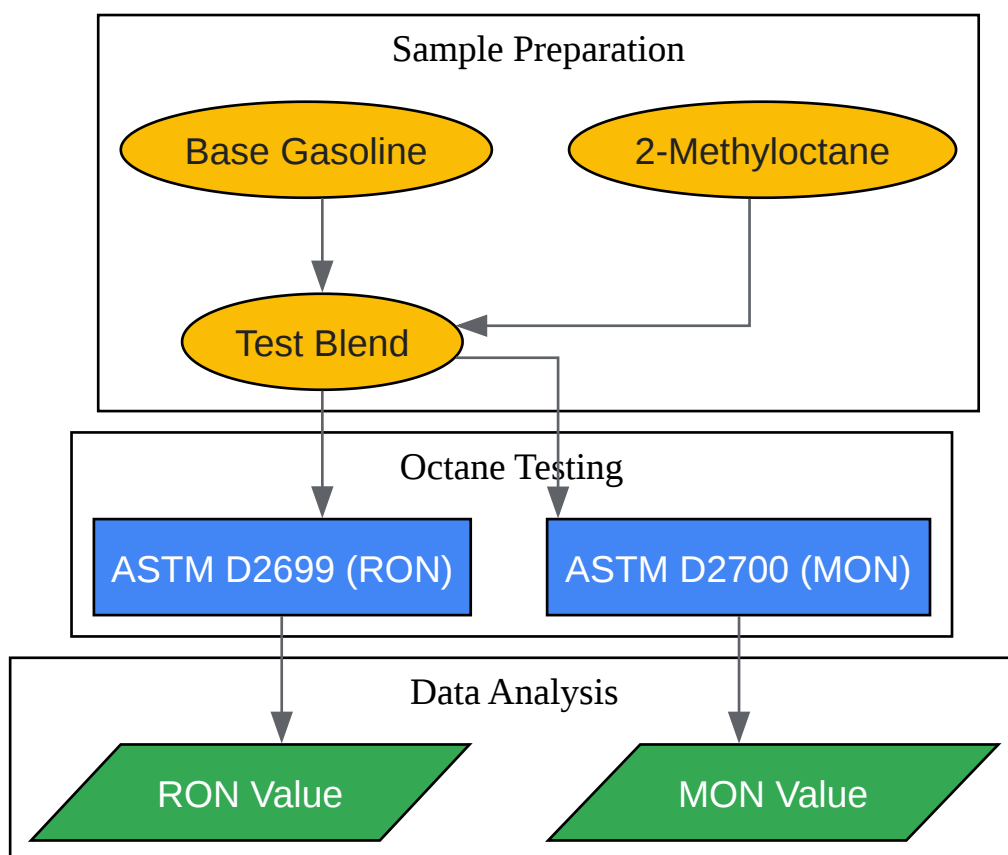 Sample Preparation
Base Gasoline
2-Methyloctane
Test Blend
Octane Testing
ASTM D2699 (RON)
ASTM D2700 (MON)
Data Analysis
RON Value
MON Value